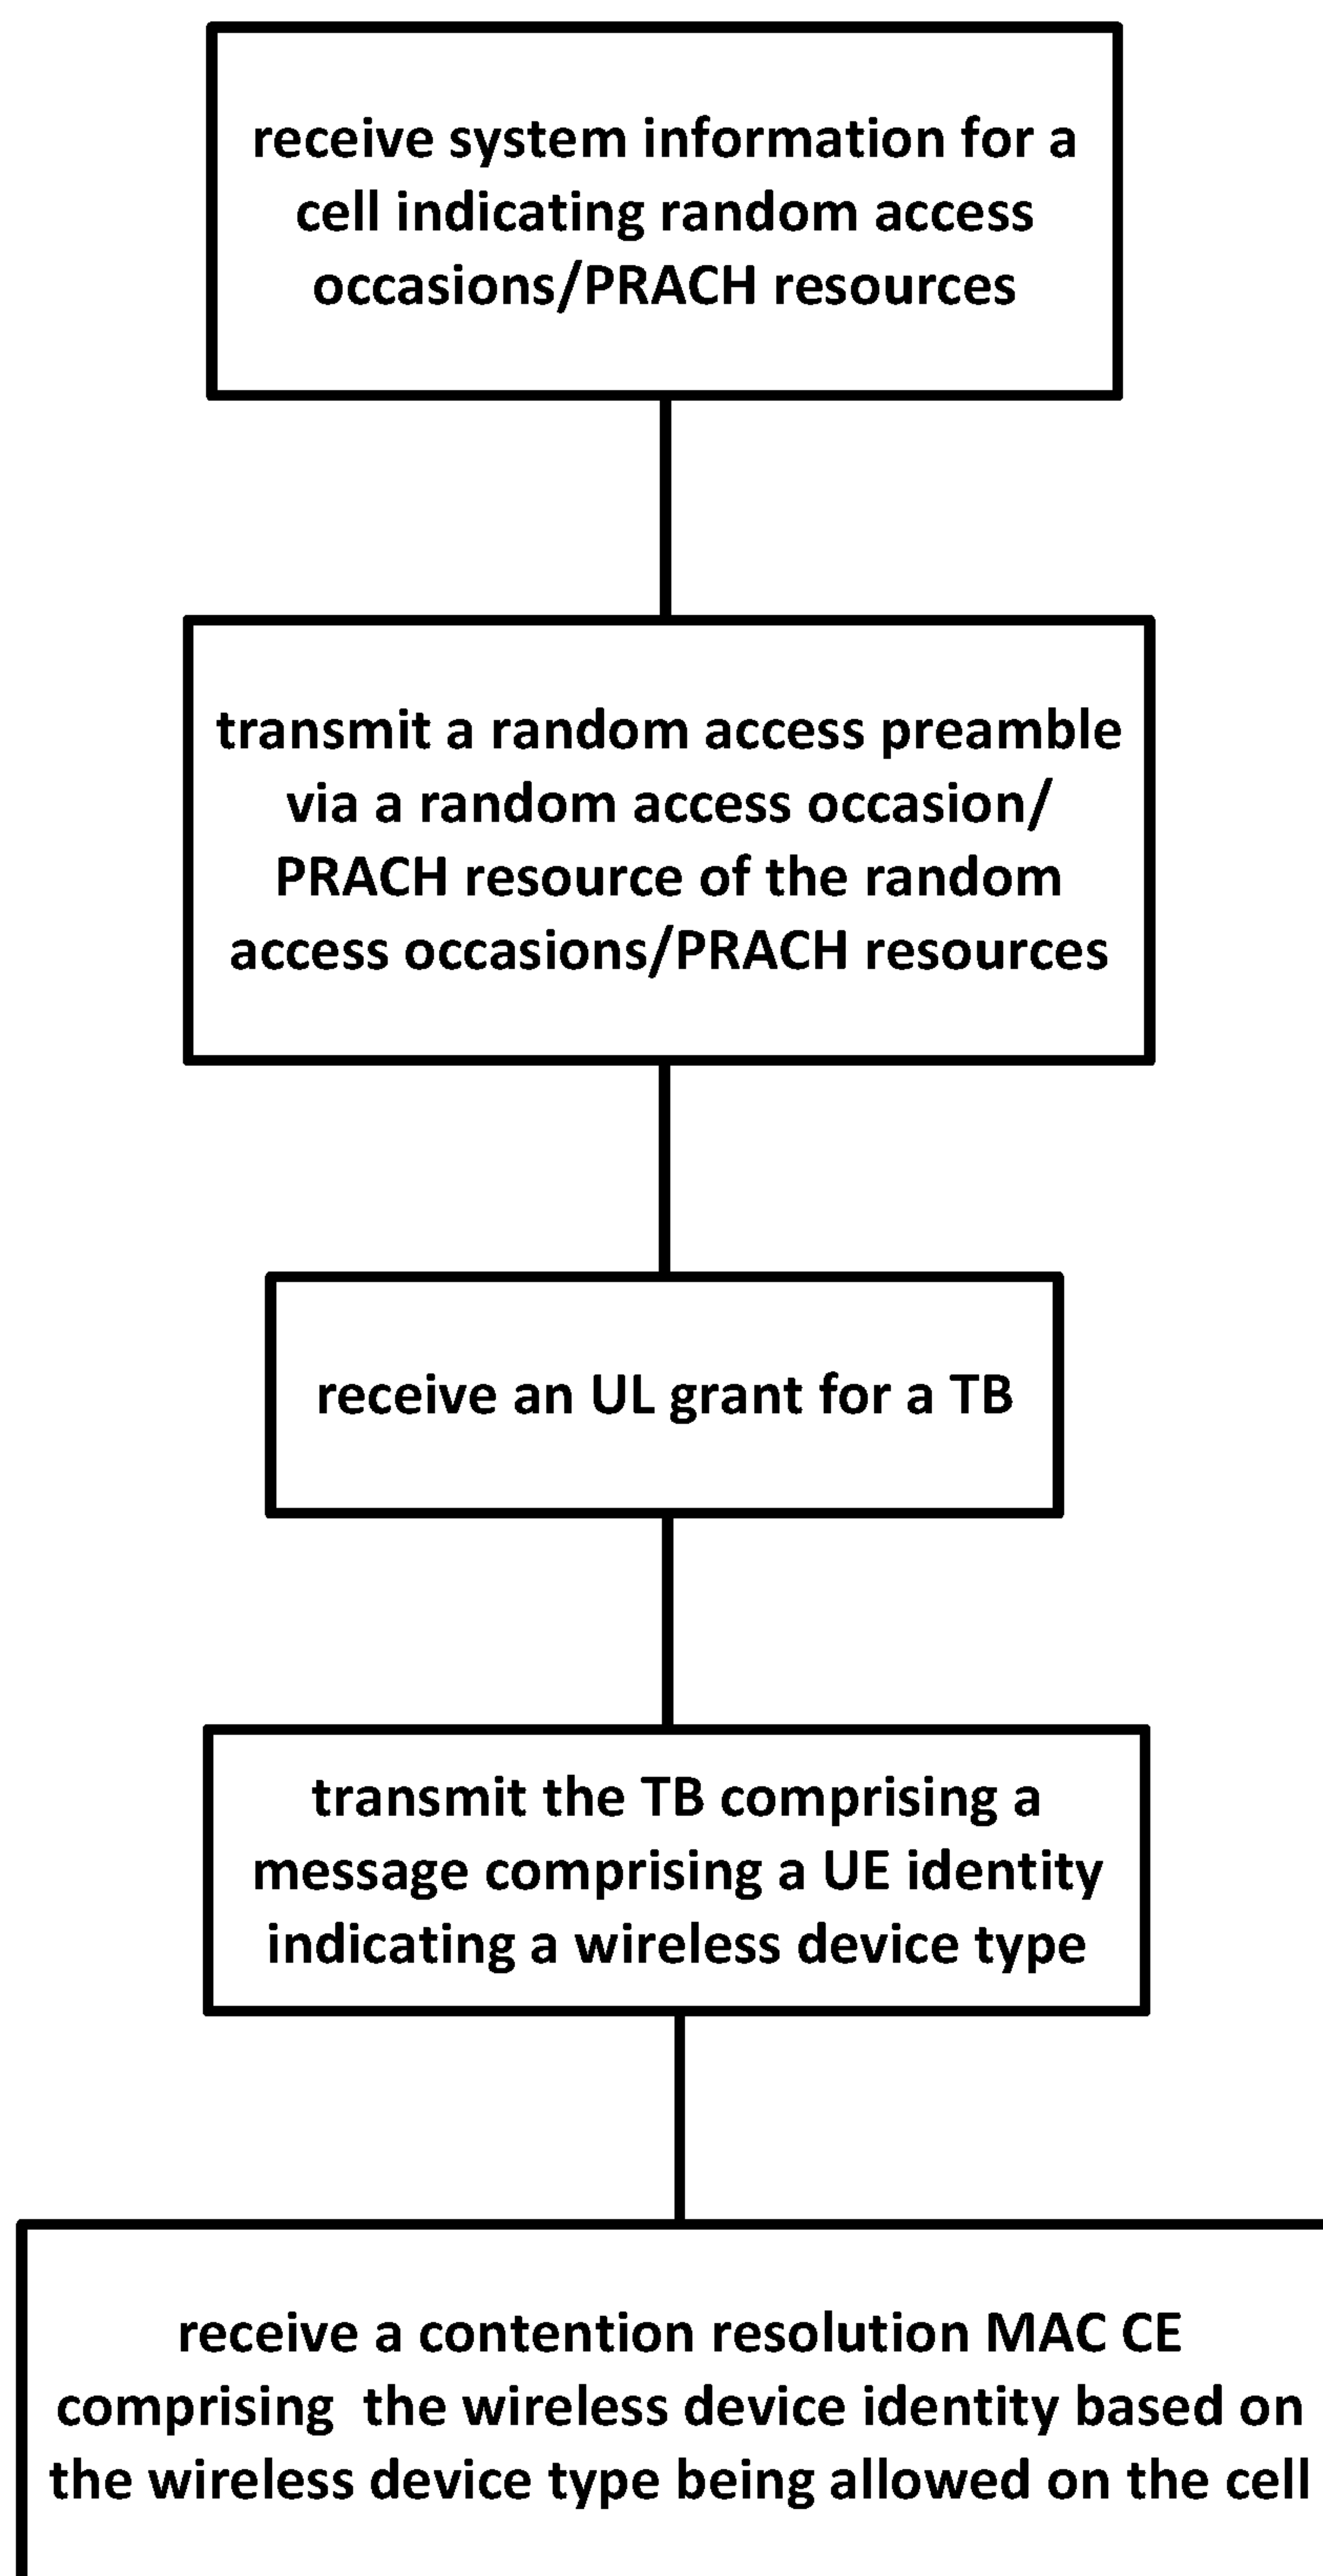 receive system information for a
cell indicating random access
occasions/PRACH resources
transmit a random access preamble
via a random access occasion/
PRACH resource of the random
access occasions/PRACH resources
receive an UL grant for a TB
transmit the TB comprising a
message comprising a UE identity
indicating a wireless device type
receive a contention resolution MAC CE
comprising  the wireless device identity based on
the wireless device type being allowed on the cell